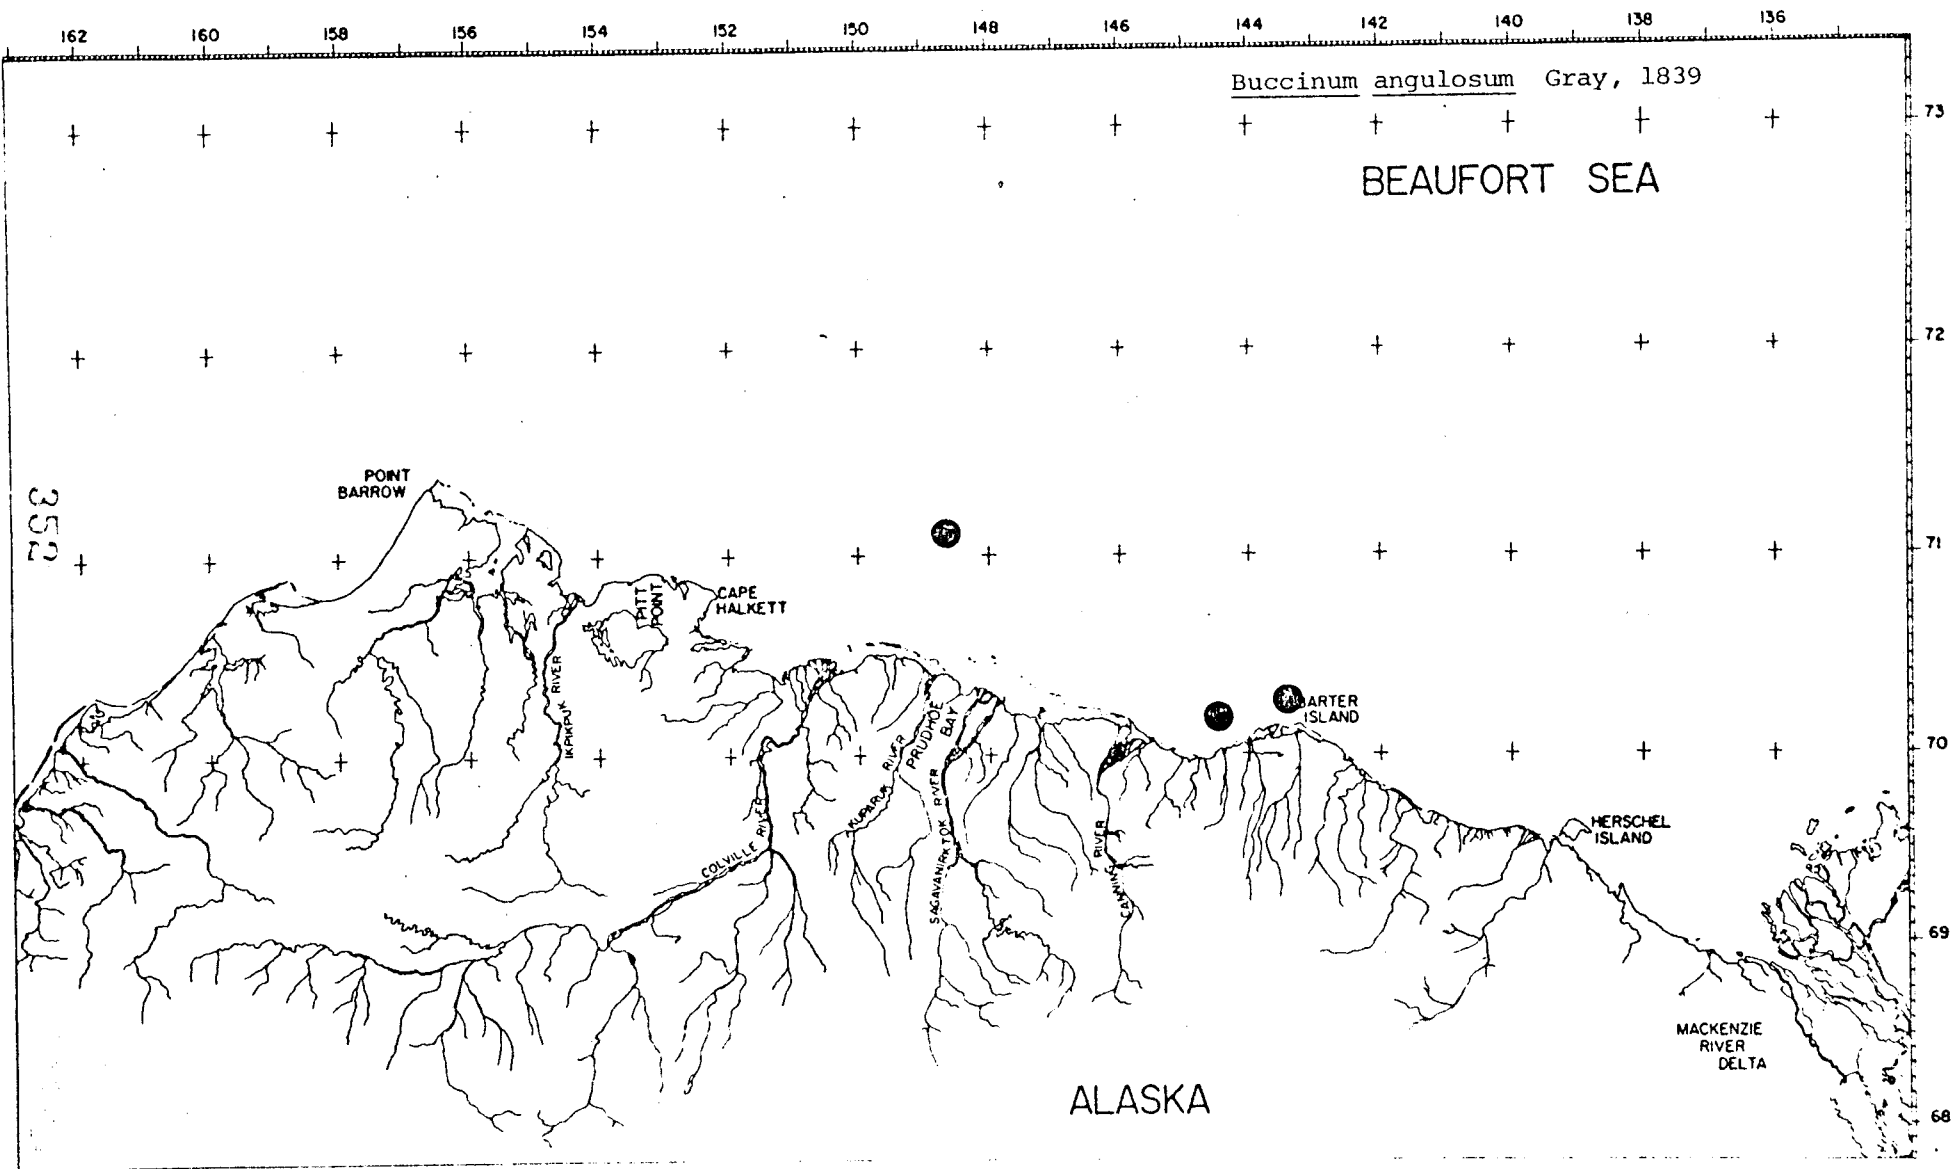 162 160 158 156 154 152 150 148 146 144 142 140 138 136
Buccinum angulosum Gray, 1839
73
BEAUFORT SEA
72
POINT
BARROW
352
71
PITT
POINT
CAPE
HALKETT
IKPIKPUK RIVER
PRUDHOE
BAY
ARTER
ISLAND
70
KUPARUK RIVER
SAGAVANIRKTOK RIVER
COLVILLE RIVER
CANNING RIVER
HERSCHEL
ISLAND
69
MACKENZIE
RIVER
DELTA
ALASKA
68